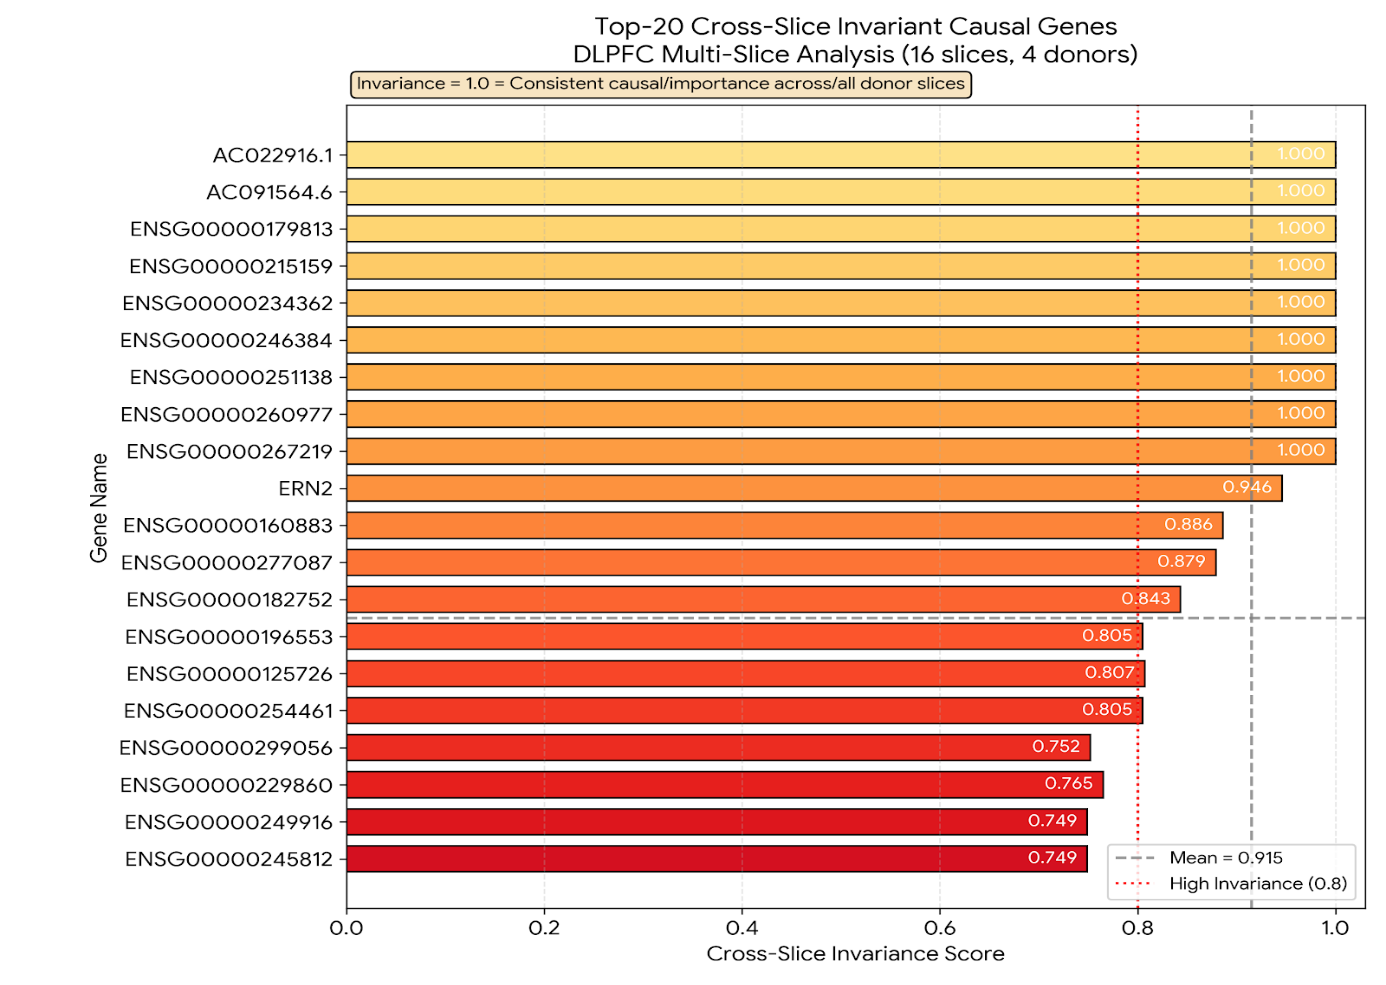 Top-20 Cross-Slice Invariant Causal Genes
DLPFC Multi-Slice Analysis (16 slices, 4 donors)
Invariance = 1.0 = Consistent causal/importance across/all donor slices
Gene Name
AC022916.1 1.000
AC091564.6 1.000
ENSG00000179813 1.000
ENSG00000215159 1.000
ENSG00000234362 1.000
ENSG00000246384 1.000
ENSG00000251138 1.000
ENSG00000260977 1.000
ENSG00000267219 1.000
ERN2 0.946
ENSG00000160883 0.886
ENSG00000277087 0.879
ENSG00000182752 0.843
ENSG00000196553 0.805
ENSG00000125726 0.807
ENSG00000254461 0.805
ENSG00000299056 0.752
ENSG00000229860 0.765
ENSG00000249916 0.749
ENSG00000245812 0.749
Mean = 0.915
High Invariance (0.8)
0.0 0.2 0.4 0.6 0.8 1.0
Cross-Slice Invariance Score